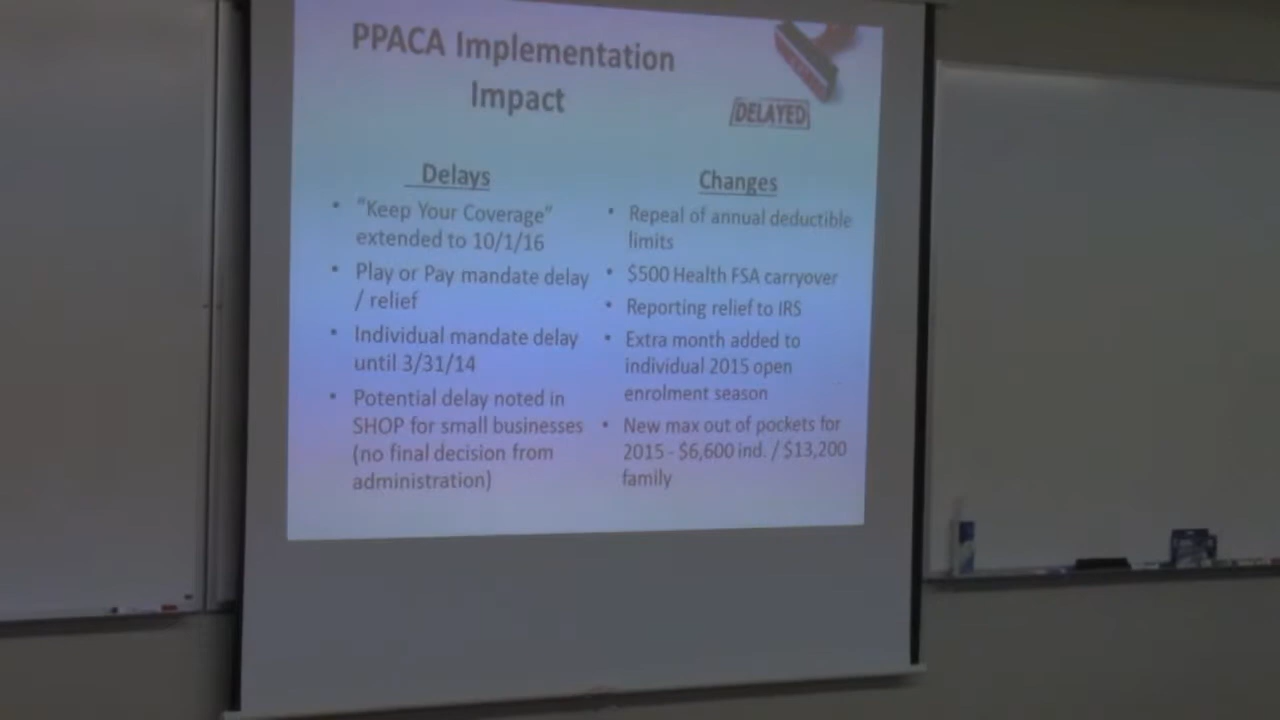 PPACA Implementation
Impact
DELAYED
Delays
• "Keep Your Coverage"
extended to 10/1/16
• Play or Pay mandate delay
/ relief
• Individual mandate delay
until 3/31/14
• Potential delay noted in
SHOP for small businesses
(no final decision from
administration)
Changes
• Repeal of annual deductible
limits
• $500 Health FSA carryover
• Reporting relief to IRS
• Extra month added to
individual 2015 open
enrolment season
• New max out of pockets for
2015 - $6,600 ind. / $13,200
family